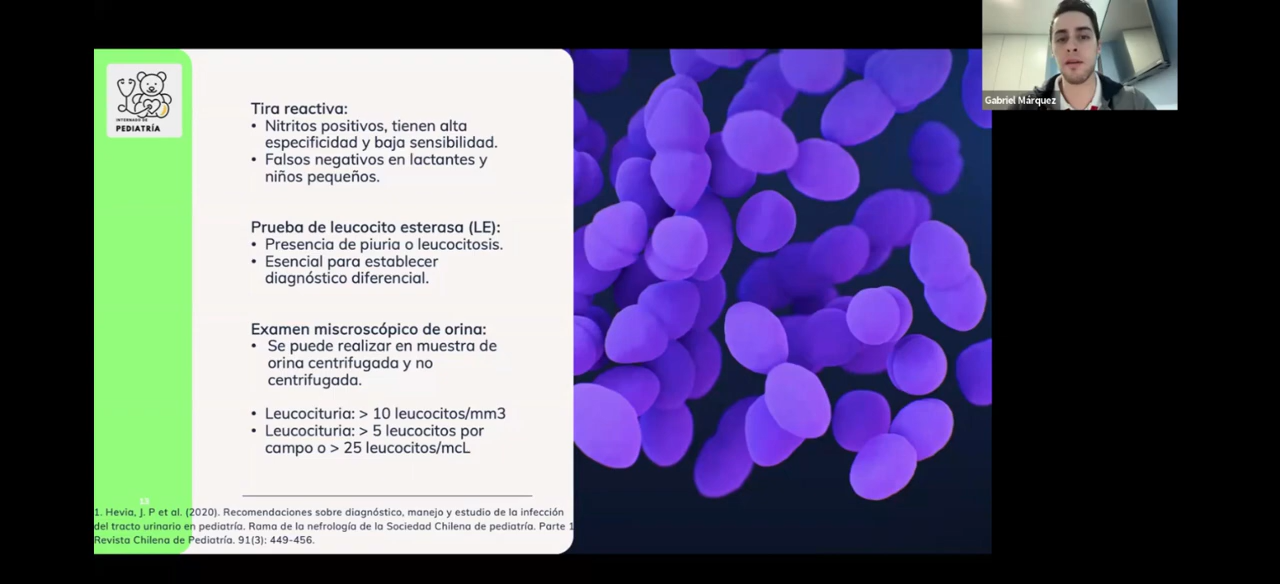 INTERNADO DE
PEDIATRÍA
Tira reactiva:
• Nitritos positivos, tienen alta
especificidad y baja sensibilidad.
• Falsos negativos en lactantes y
niños pequeños.
Prueba de leucocito esterasa (LE):
• Presencia de piuria o leucocitosis.
• Esencial para establecer
diagnóstico diferencial.
Examen miscroscópico de orina:
• Se puede realizar en muestra de
orina centrifugada y no
centrifugada.
• Leucocituria: > 10 leucocitos/mm3
• Leucocituria: > 5 leucocitos por
campo o > 25 leucocitos/mcL
13
1. Hevia, J. P et al. (2020). Recomendaciones sobre diagnóstico, manejo y estudio de la infección
del tracto urinario en pediatría. Rama de la nefrología de la Sociedad Chilena de pediatría. Parte 1
Revista Chilena de Pediatría. 91(3): 449-456.
Gabriel Márquez